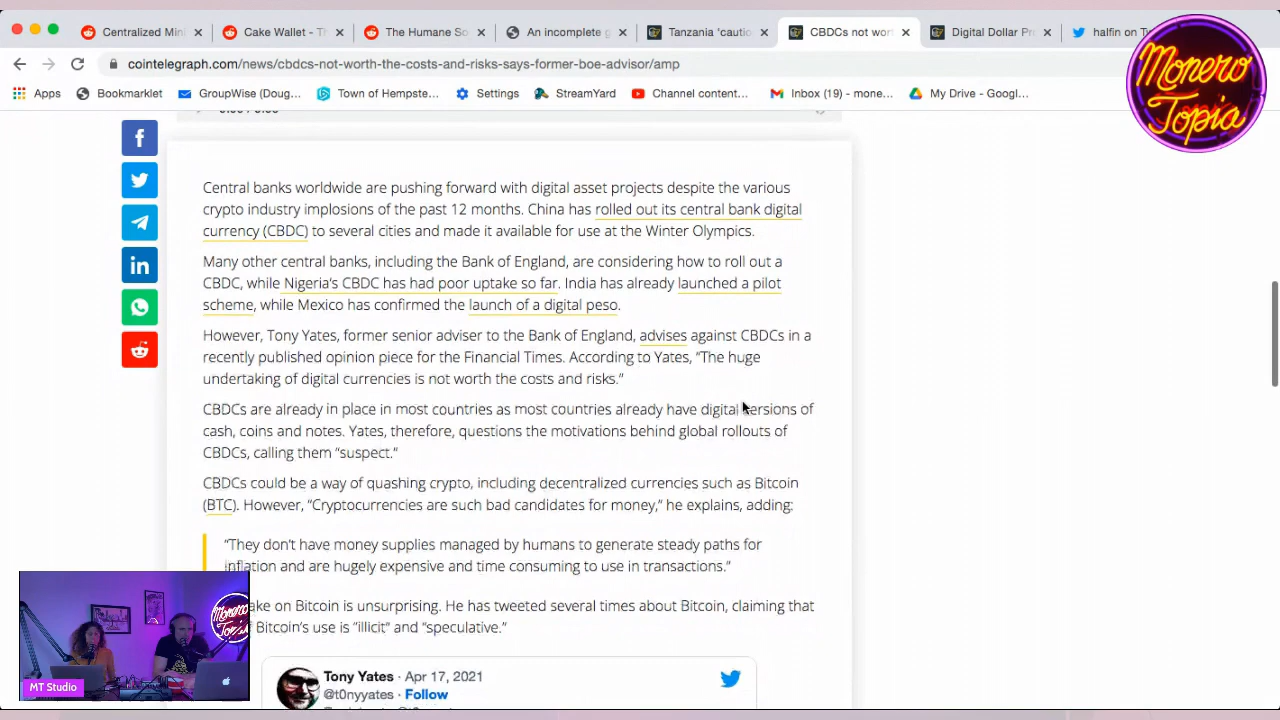 Centralized Mini
Cake Wallet - Th
The Humane So
An incomplete g
Tanzania 'cautio
CBDCs not wor
Digital Dollar Pr
halfin on Tw
cointelegraph.com/news/cbdcs-not-worth-the-costs-and-risks-says-former-boe-advisor/amp
Apps
Bookmarklet
GroupWise (Doug...
Town of Hempste...
Settings
StreamYard
Channel content...
Inbox (19) - mone...
My Drive - Googl...
Monero
Topia
Central banks worldwide are pushing forward with digital asset projects despite the various
crypto industry implosions of the past 12 months. China has rolled out its central bank digital
currency (CBDC) to several cities and made it available for use at the Winter Olympics.
Many other central banks, including the Bank of England, are considering how to roll out a
CBDC, while Nigeria's CBDC has had poor uptake so far. India has already launched a pilot
scheme, while Mexico has confirmed the launch of a digital peso.
However, Tony Yates, former senior adviser to the Bank of England, advises against CBDCs in a
recently published opinion piece for the Financial Times. According to Yates, "The huge
undertaking of digital currencies is not worth the costs and risks."
CBDCs are already in place in most countries as most countries already have digital versions of
cash, coins and notes. Yates, therefore, questions the motivations behind global rollouts of
CBDCs, calling them "suspect."
CBDCs could be a way of quashing crypto, including decentralized currencies such as Bitcoin
(BTC). However, "Cryptocurrencies are such bad candidates for money," he explains, adding:
"They don't have money supplies managed by humans to generate steady paths for
inflation and are hugely expensive and time consuming to use in transactions."
ake on Bitcoin is unsurprising. He has tweeted several times about Bitcoin, claiming that
Bitcoin's use is "illicit" and "speculative."
Tony Yates · Apr 17, 2021
@t0nyyates · Follow
MT Studio
Monero
Topia